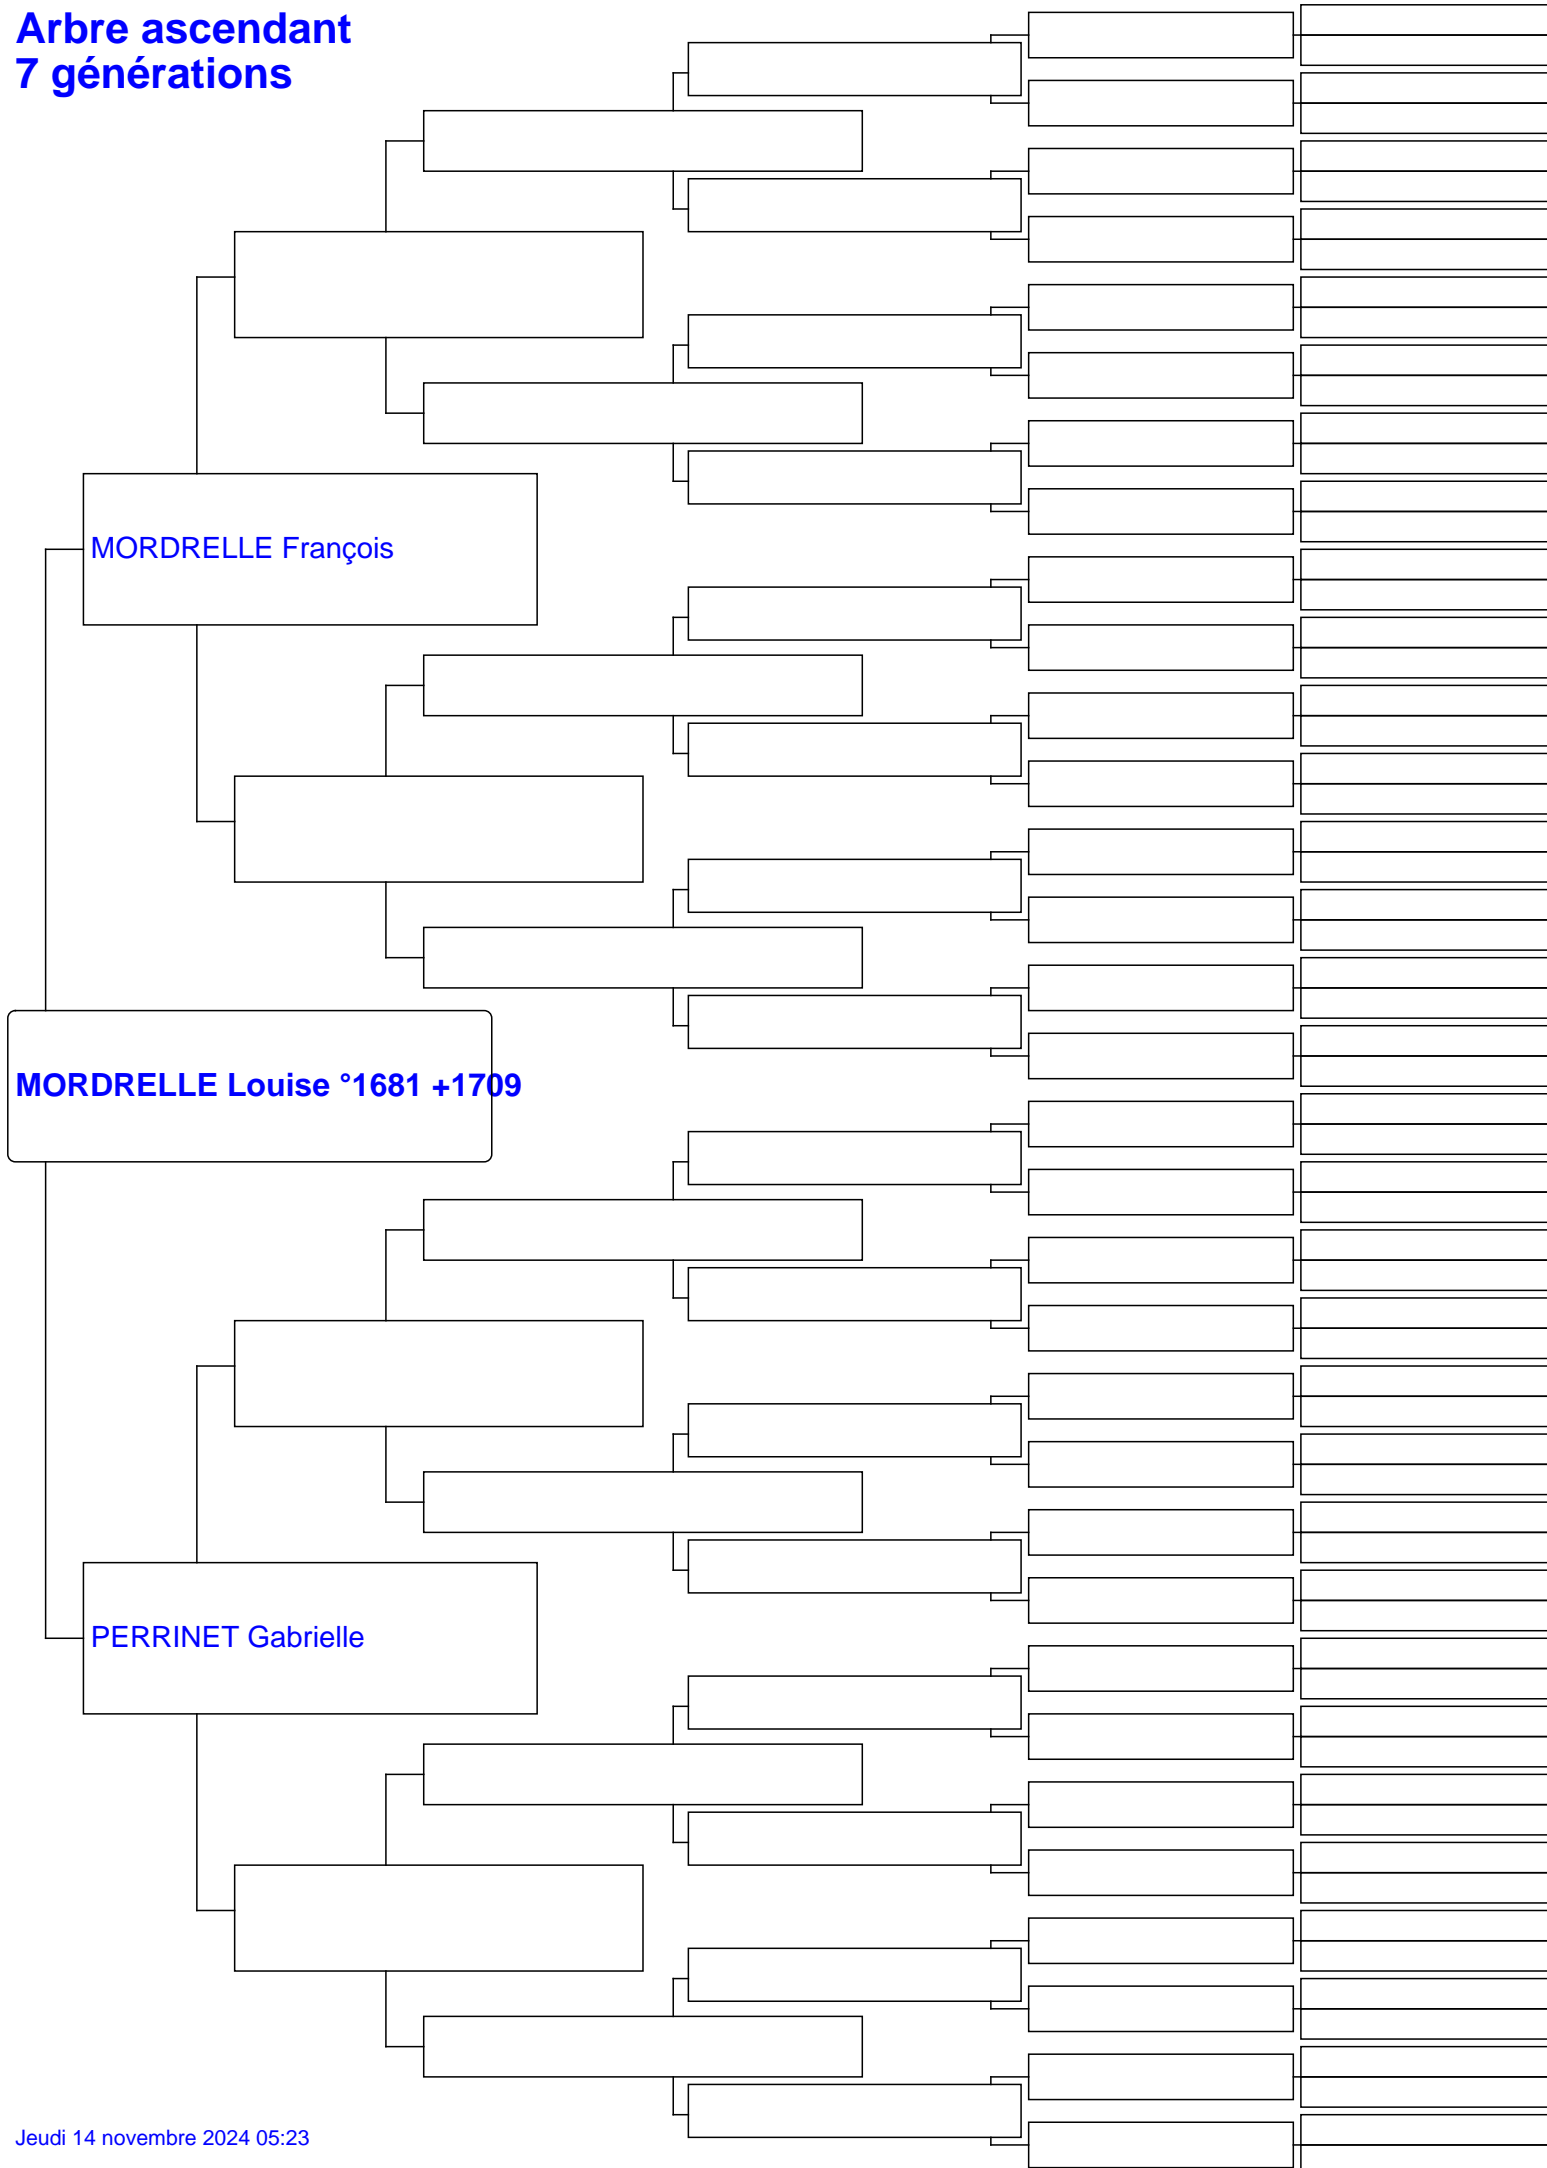 Arbre ascendant
7 générations
MORDRELLE François
MORDRELLE Louise °1681 +1709
PERRINET Gabrielle
Jeudi 14 novembre 2024 05:23